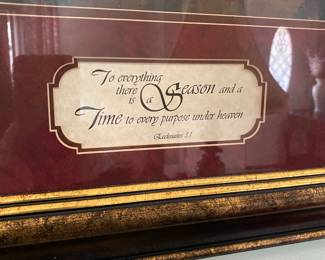 To everything
there is a Season and a
Time to every purpose under heaven
Ecclesiastes 3:1